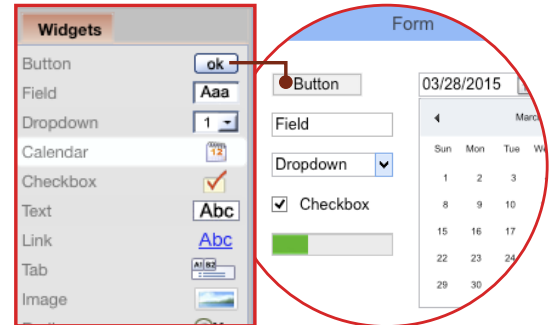 Widgets
Button ok
Field Aaa
Dropdown 1
Calendar 12
Checkbox
Text Abc
Link Abc
Tab A1 B2
Image
Form
Button
Field
Dropdown
Checkbox
03/28/2015
Sun Mon Tue
1 2 3
8 9 10
15 16 17
22 23 24
29 30